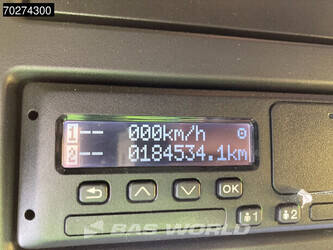 70274300
1-- 000km/h
2-- 0184534.1km
OK
1 2
BAS WORLD